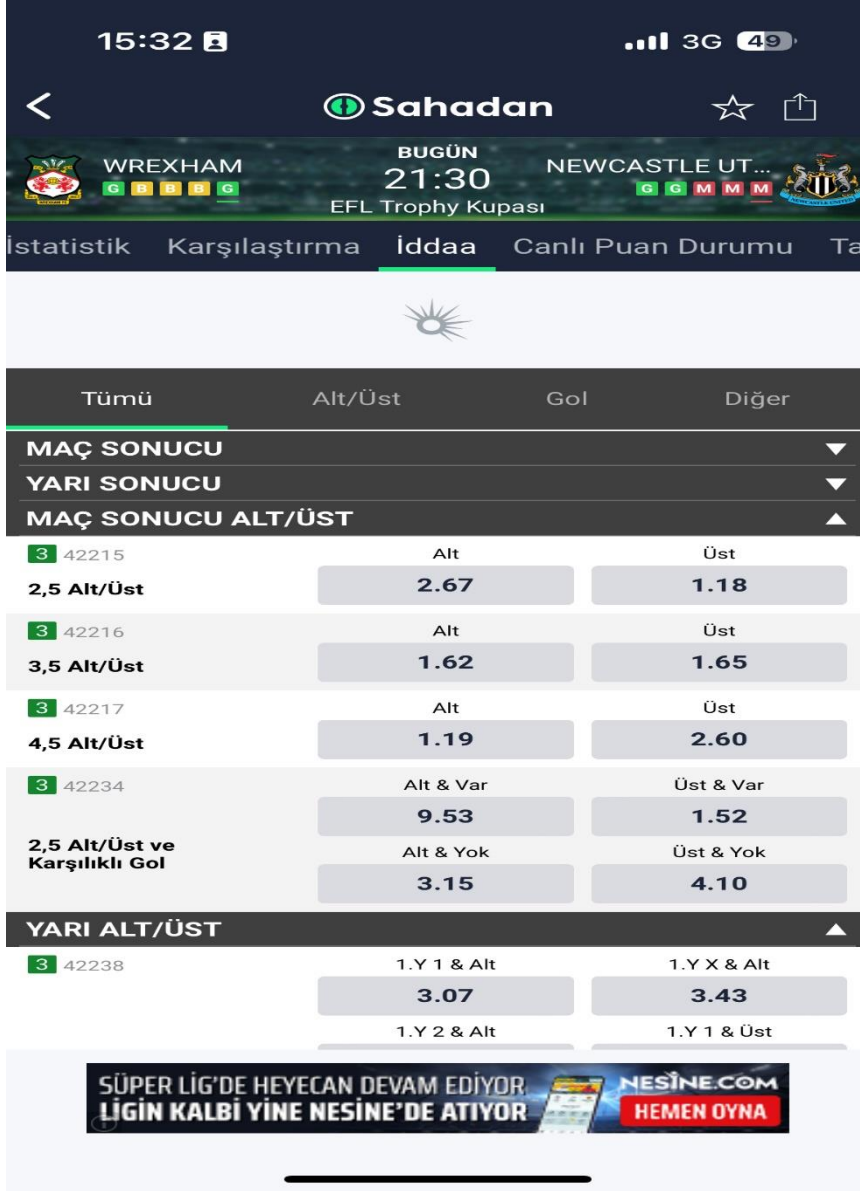 15:32
3G 49
Sahadan
WREXHAM
G B B B G
BUGÜN
21:30
EFL Trophy Kupası
NEWCASTLE UT...
G G M M M
İstatistik Karşılaştırma İddaa Canlı Puan Durumu Ta
Tümü Alt/Üst Gol Diğer
MAÇ SONUCU
YARI SONUCU
MAÇ SONUCU ALT/ÜST
3 42215 Alt Üst
2,5 Alt/Üst 2.67 1.18
3 42216 Alt Üst
3,5 Alt/Üst 1.62 1.65
3 42217 Alt Üst
4,5 Alt/Üst 1.19 2.60
3 42234 Alt & Var Üst & Var
9.53 1.52
2,5 Alt/Üst ve
Karşılıklı Gol
Alt & Yok Üst & Yok
3.15 4.10
YARI ALT/ÜST
3 42238 1.Y 1 & Alt 1.Y X & Alt
3.07 3.43
1.Y 2 & Alt 1.Y 1 & Üst
SÜPER LİG'DE HEYECAN DEVAM EDİYOR
LİGİN KALBİ YİNE NESİNE'DE ATIYOR
NESİNE.COM
HEMEN OYNA